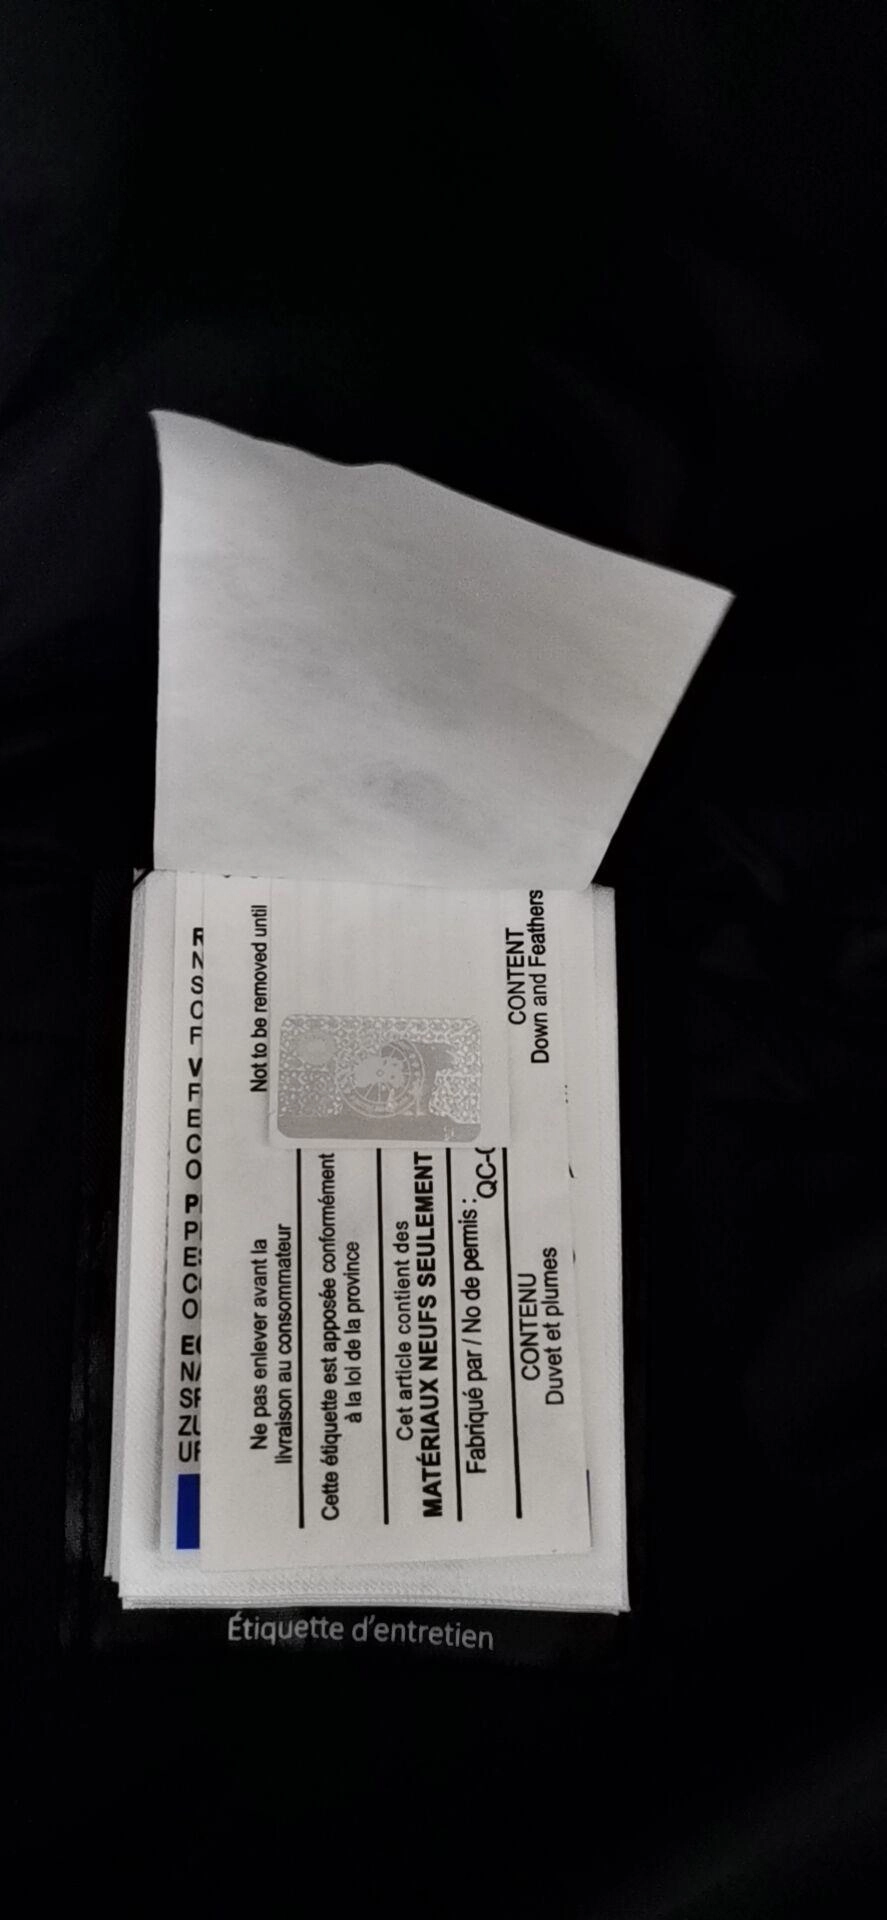 Ne pas enlever avant la
livraison au consommateur
Not to be removed until
Cette étiquette est apposée conformément
à la loi de la province
Cet article contient des
MATÉRIAUX NEUFS SEULEMENT
Fabriqué par / No de permis :
QC-
CONTENU
Duvet et plumes
CONTENT
Down and Feathers
Étiquette d'entretien